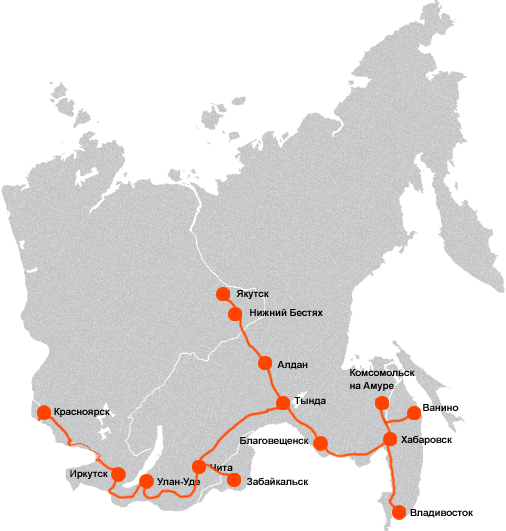 Якутск
Нижний Бестях
Алдан
Комсомольск
на Амуре
Тында
Ванино
Красноярск
Благовещенск
Хабаровск
Чита
Иркутск
Улан-Удэ
Забайкальск
Владивосток